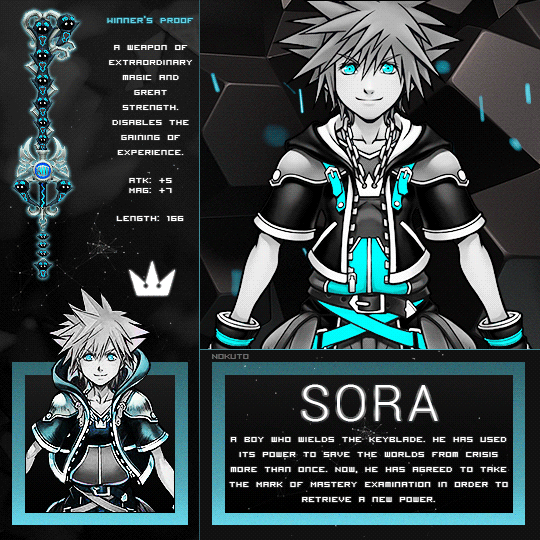 WINNER'S PROOF
A WEAPON OF
EXTRAORDINARY
MAGIC AND
GREAT
STRENGTH.
DISABLES THE
GAINING OF
EXPERIENCE.
ATK: +5
MAG: +7
LENGTH: 166
NOKUTO
SORA
A BOY WHO WIELDS THE KEYBLADE. HE HAS USED
ITS POWER TO SAVE THE WORLDS FROM CRISIS
MORE THAN ONCE. NOW, HE HAS AGREED TO TAKE
THE MARK OF MASTERY EXAMINATION IN ORDER TO
RETRIEVE A NEW POWER.